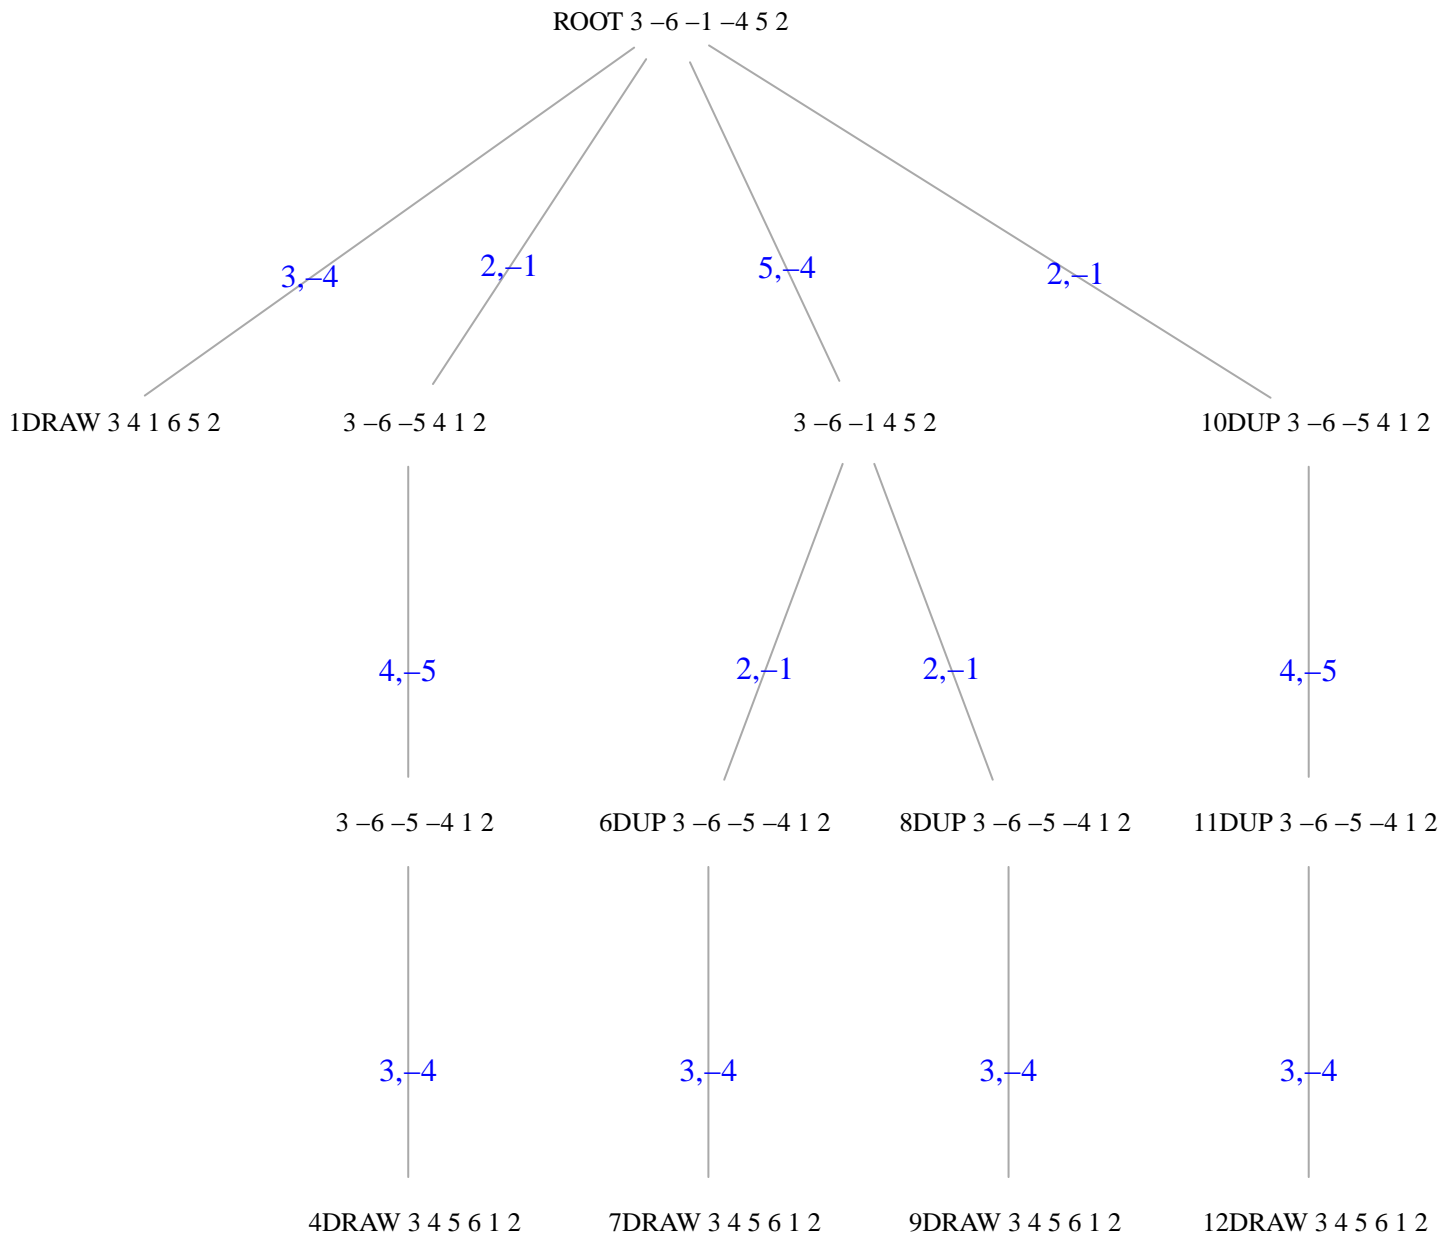 ROOT 3 –6 –1 –4 5 2
3,–4
2,–1
5,–4
2,–1
1DRAW 3 4 1 6 5 2
3 –6 –5 4 1 2
3 –6 –1 4 5 2
10DUP 3 –6 –5 4 1 2
4,–5
2,–1
2,–1
4,–5
3 –6 –5 –4 1 2
6DUP 3 –6 –5 –4 1 2
8DUP 3 –6 –5 –4 1 2
11DUP 3 –6 –5 –4 1 2
3,–4
3,–4
3,–4
3,–4
4DRAW 3 4 5 6 1 2
7DRAW 3 4 5 6 1 2
9DRAW 3 4 5 6 1 2
12DRAW 3 4 5 6 1 2